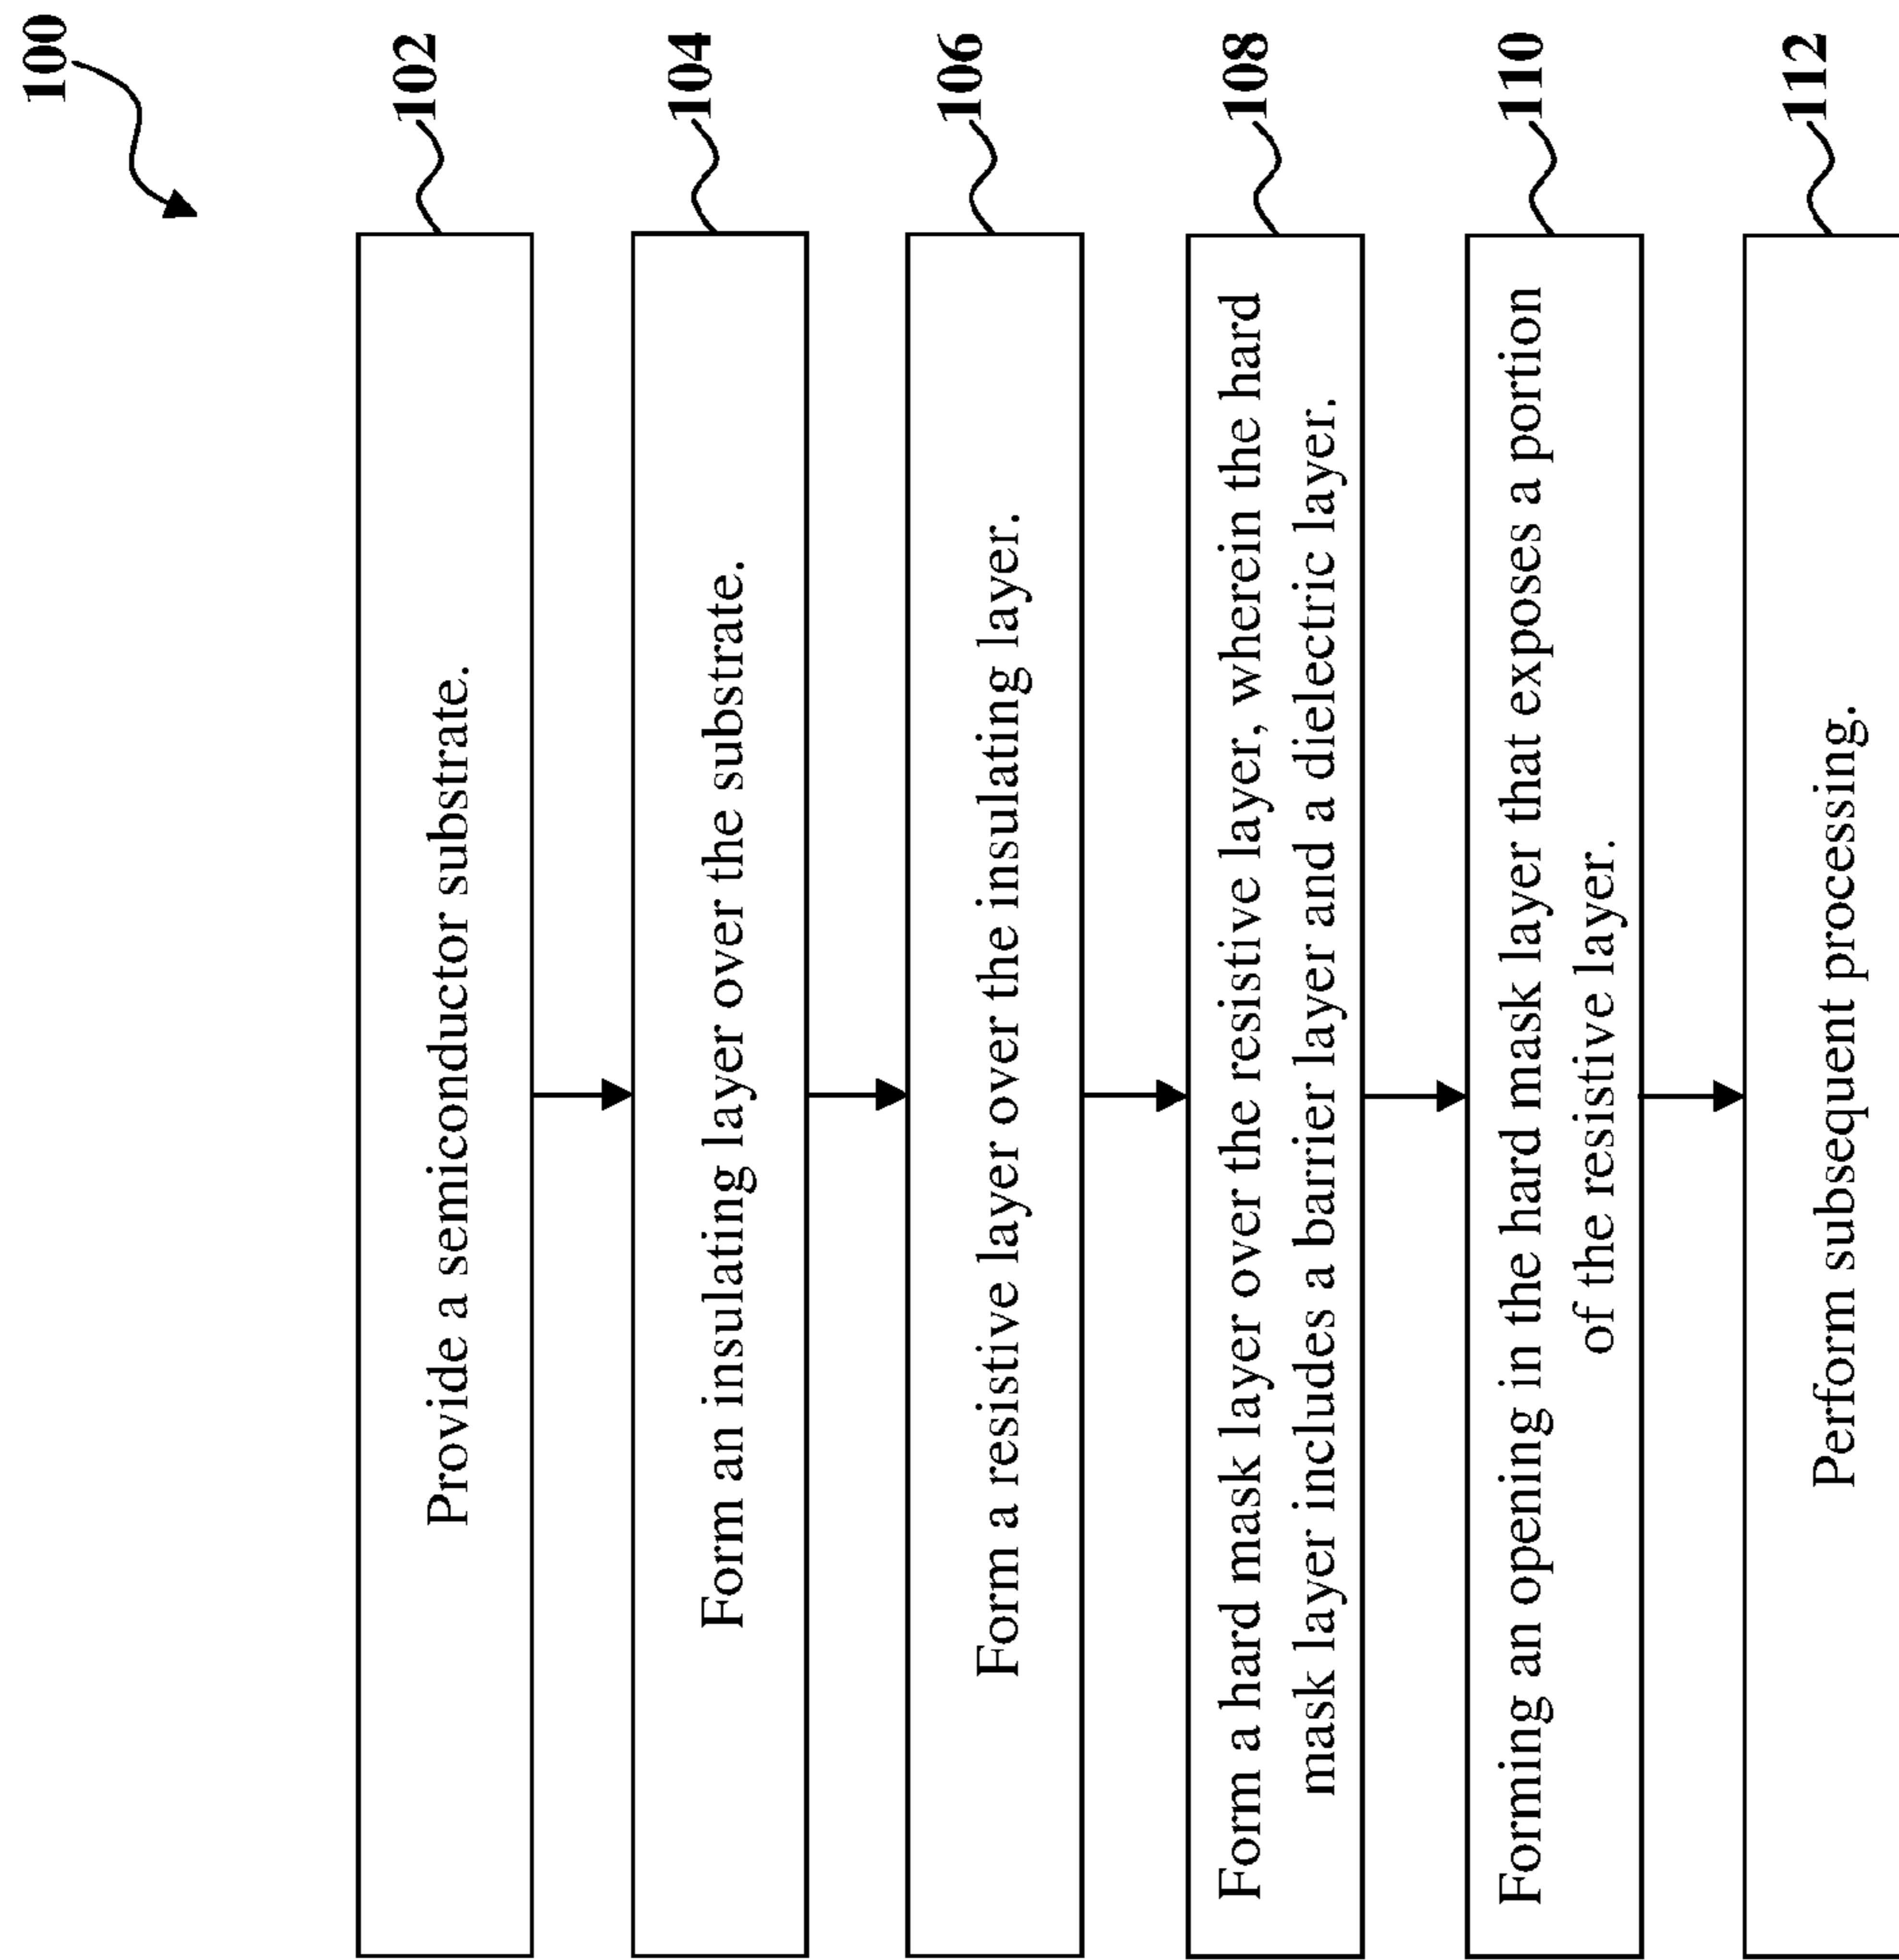 100
Provide a semiconductor substrate.
102
Form an insulating layer over the substrate.
104
Form a resistive layer over the insulating layer.
106
Form a hard mask layer over the resistive layer, wherein the hard
mask layer includes a barrier layer and a dielectric layer.
108
Forming an opening in the hard mask layer that exposes a portion
of the resistive layer.
110
Perform subsequent processing.
112